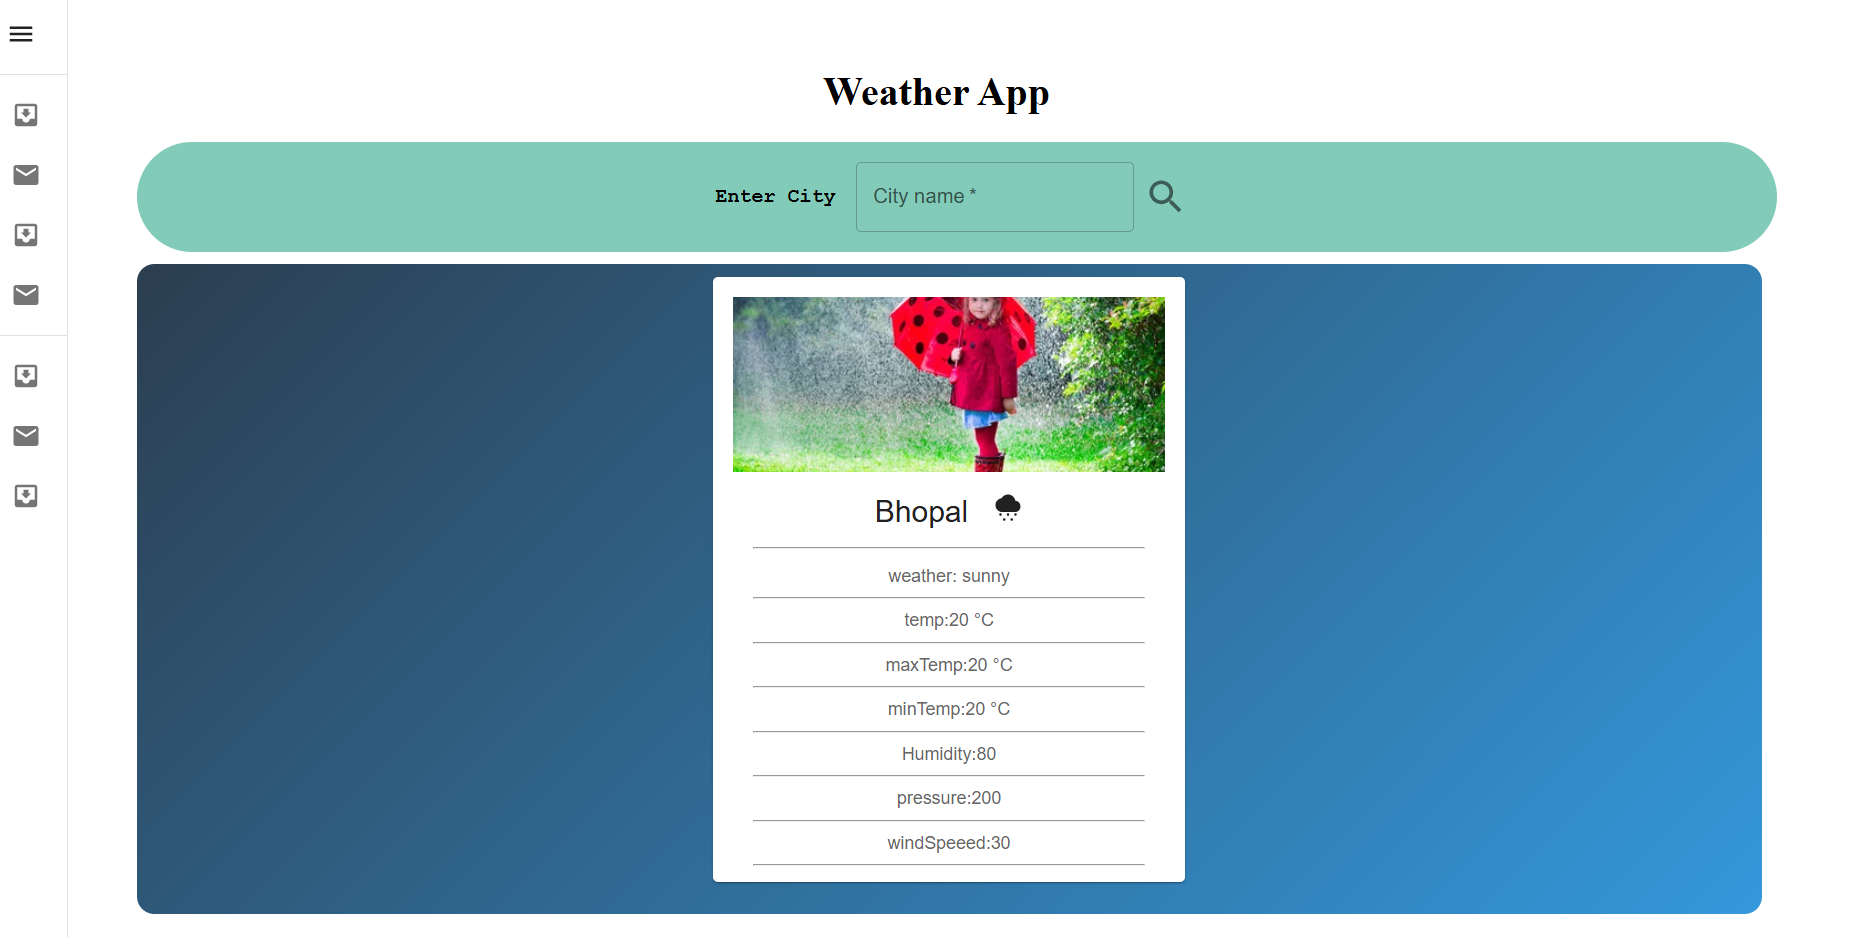 Weather App
Enter City
City name *
Bhopal
weather: sunny
temp:20 °C
maxTemp:20 °C
minTemp:20 °C
Humidity:80
pressure:200
windSpeeed:30